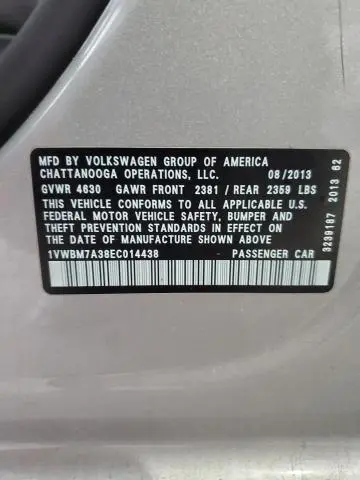 MFD BY VOLKSWAGEN GROUP OF AMERICA
CHATTANOOGA OPERATIONS, LLC. 08/2013
GVWR 4630 GAWR FRONT 2381 / REAR 2359 LBS
THIS VEHICLE CONFORMS TO ALL APPLICABLE U.S.
FEDERAL MOTOR VEHICLE SAFETY, BUMPER AND
THEFT PREVENTION STANDARDS IN EFFECT ON
THE DATE OF MANUFACTURE SHOWN ABOVE
1VWBM7A38EC014438 PASSENGER CAR
3239187 2013 62